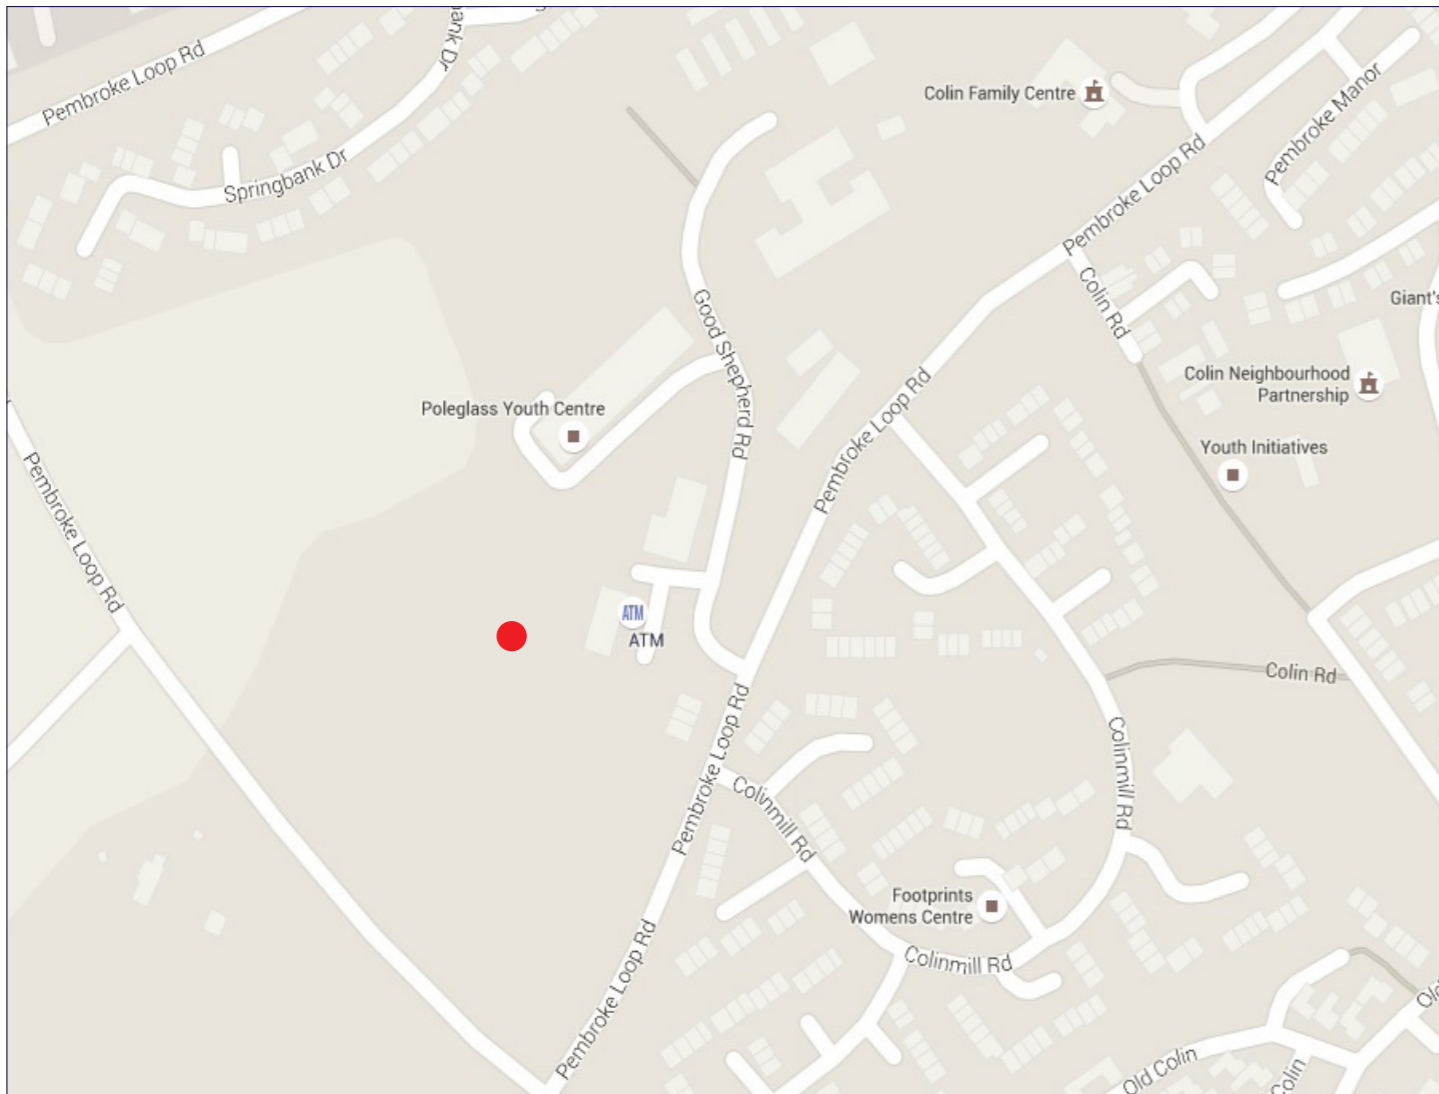 Pembroke Loop Rd
Springbank Dr
bank Dr
Colin Family Centre
Pembroke Manor
Pembroke Loop Rd
Colin Rd
Giant's
Good Shepherd Rd
Colin Neighbourhood
Partnership
Pembroke Loop Rd
Poleglass Youth Centre
Youth Initiatives
Pembroke Loop Rd
ATM
ATM
Colin Rd
Pembroke Loop Rd
Colinmill Rd
Colinmill Rd
Footprints
Womens Centre
Colinmill Rd
Pembroke Loop Rd
Old
Old Colin
Colin